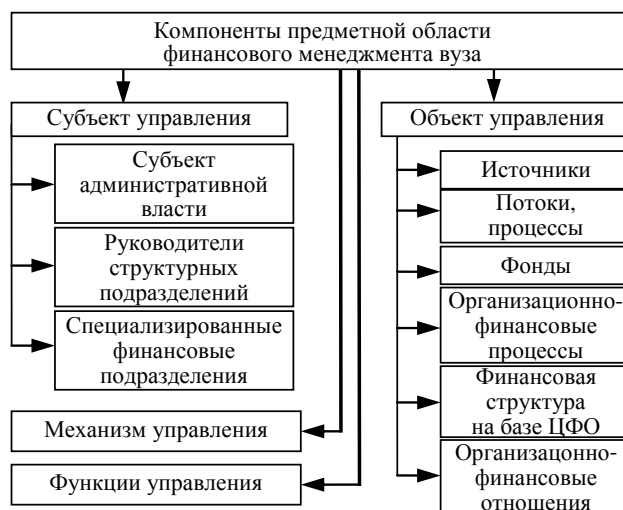 Компоненты предметной области
финансового менеджмента вуза
Субъект управления
Субъект
административной
власти
Руководители
структурных
подразделений
Специализированные
финансовые
подразделения
Механизм управления
Функции управления
Объект управления
Источники
Потоки,
процессы
Фонды
Организационно-
финансовые
процессы
Финансовая
структура
на базе ЦФО
Организацонно-
финансовые
отношения